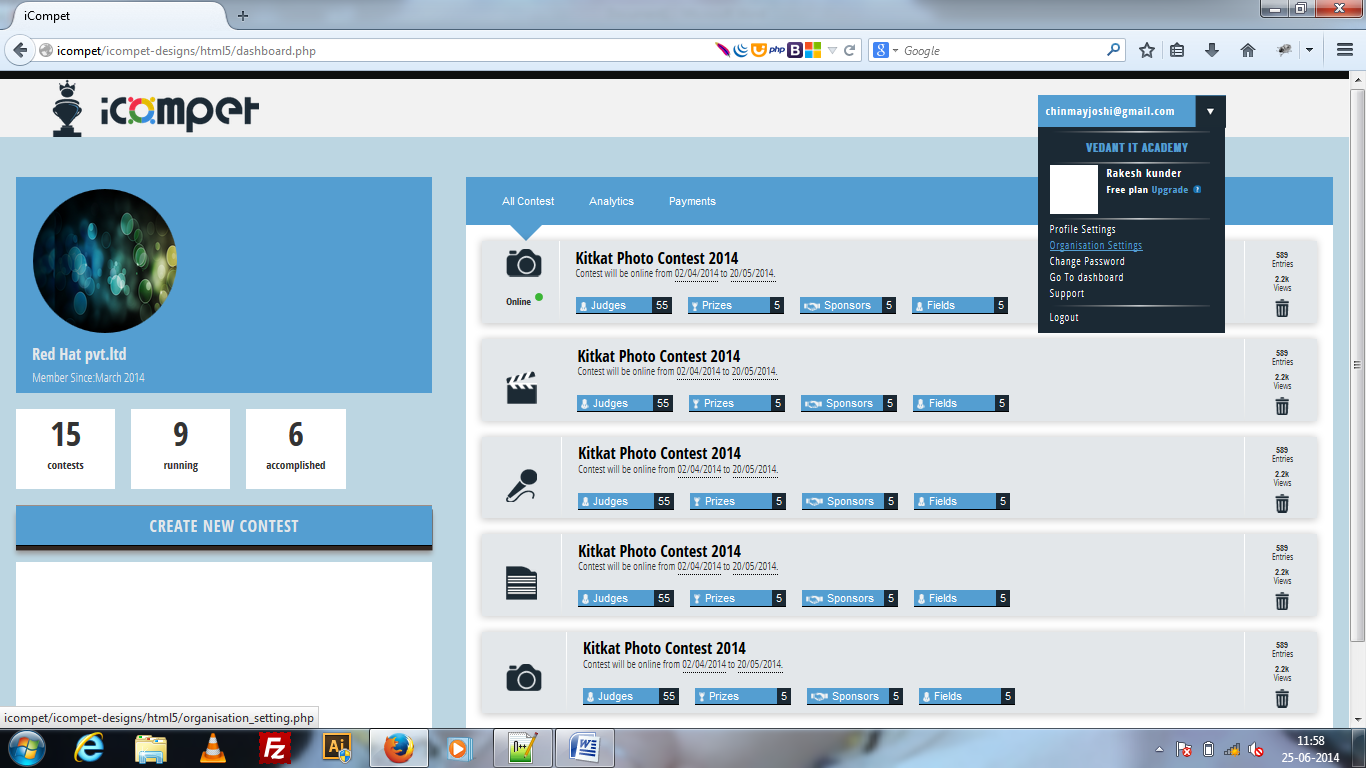 iCompet
icompet/icompet-designs/html5/dashboard.php
php
B
8
Google
icompet
chinmayjoshi@gmail.com
VEDANT IT ACADEMY
Rakesh kunder
Free plan Upgrade ?
Profile Settings
Organisation Settings
Change Password
Go To dashboard
Support
Logout
Red Hat pvt.ltd
Member Since:March 2014
15 contests
9 running
6 accomplished
CREATE NEW CONTEST
All Contest Analytics Payments
Kitkat Photo Contest 2014
Contest will be online from 02/04/2014 to 20/05/2014.
Online
Judges 55 Prizes 5 Sponsors 5 Fields 5
589
Entries
2.2k
Views
Kitkat Photo Contest 2014
Contest will be online from 02/04/2014 to 20/05/2014.
Judges 55 Prizes 5 Sponsors 5 Fields 5
589
Entries
2.2k
Views
Kitkat Photo Contest 2014
Contest will be online from 02/04/2014 to 20/05/2014.
Judges 55 Prizes 5 Sponsors 5 Fields 5
589
Entries
2.2k
Views
Kitkat Photo Contest 2014
Contest will be online from 02/04/2014 to 20/05/2014.
Judges 55 Prizes 5 Sponsors 5 Fields 5
589
Entries
2.2k
Views
Kitkat Photo Contest 2014
Contest will be online from 02/04/2014 to 20/05/2014.
Judges 55 Prizes 5 Sponsors 5 Fields 5
589
Entries
2.2k
Views
icompet/icompet-designs/html5/organisation_setting.php
Fz
Ai
W
11:58
25-06-2014